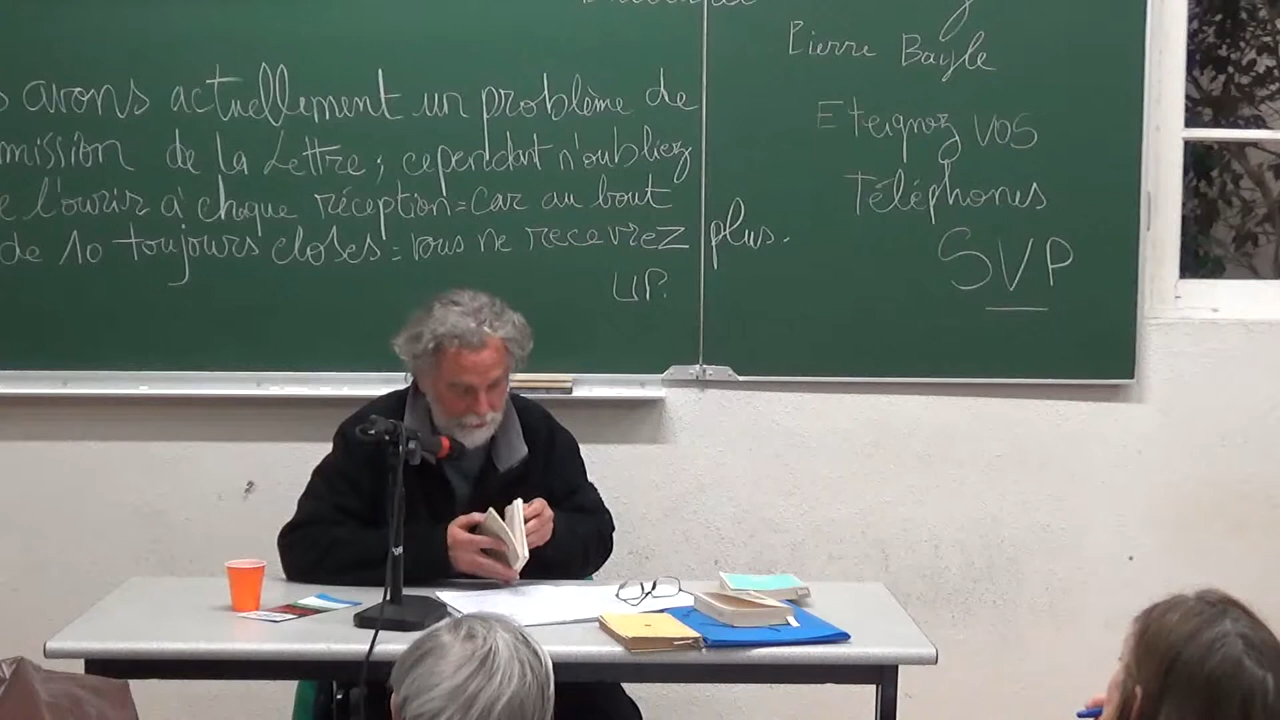 Pierre Bayle
avons actuellement un problème de
mission de la Lettre ; cependant n'oubliez
l'ouvrir à chaque réception = car au bout
de 10 toujours closes = vous ne recevrez plus.
UP.
Eteignez vos
Téléphones
SVP